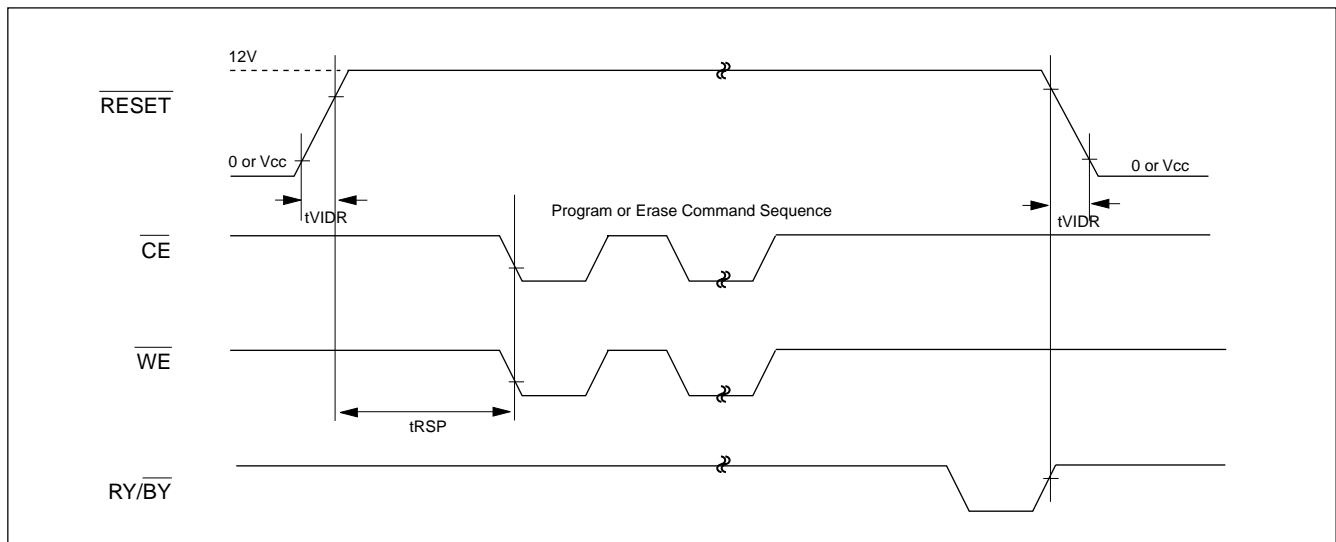 12V
RESET
0 or Vcc
0 or Vcc
tVIDR
Program or Erase Command Sequence
tVIDR
CE
WE
tRSP
RY/BY